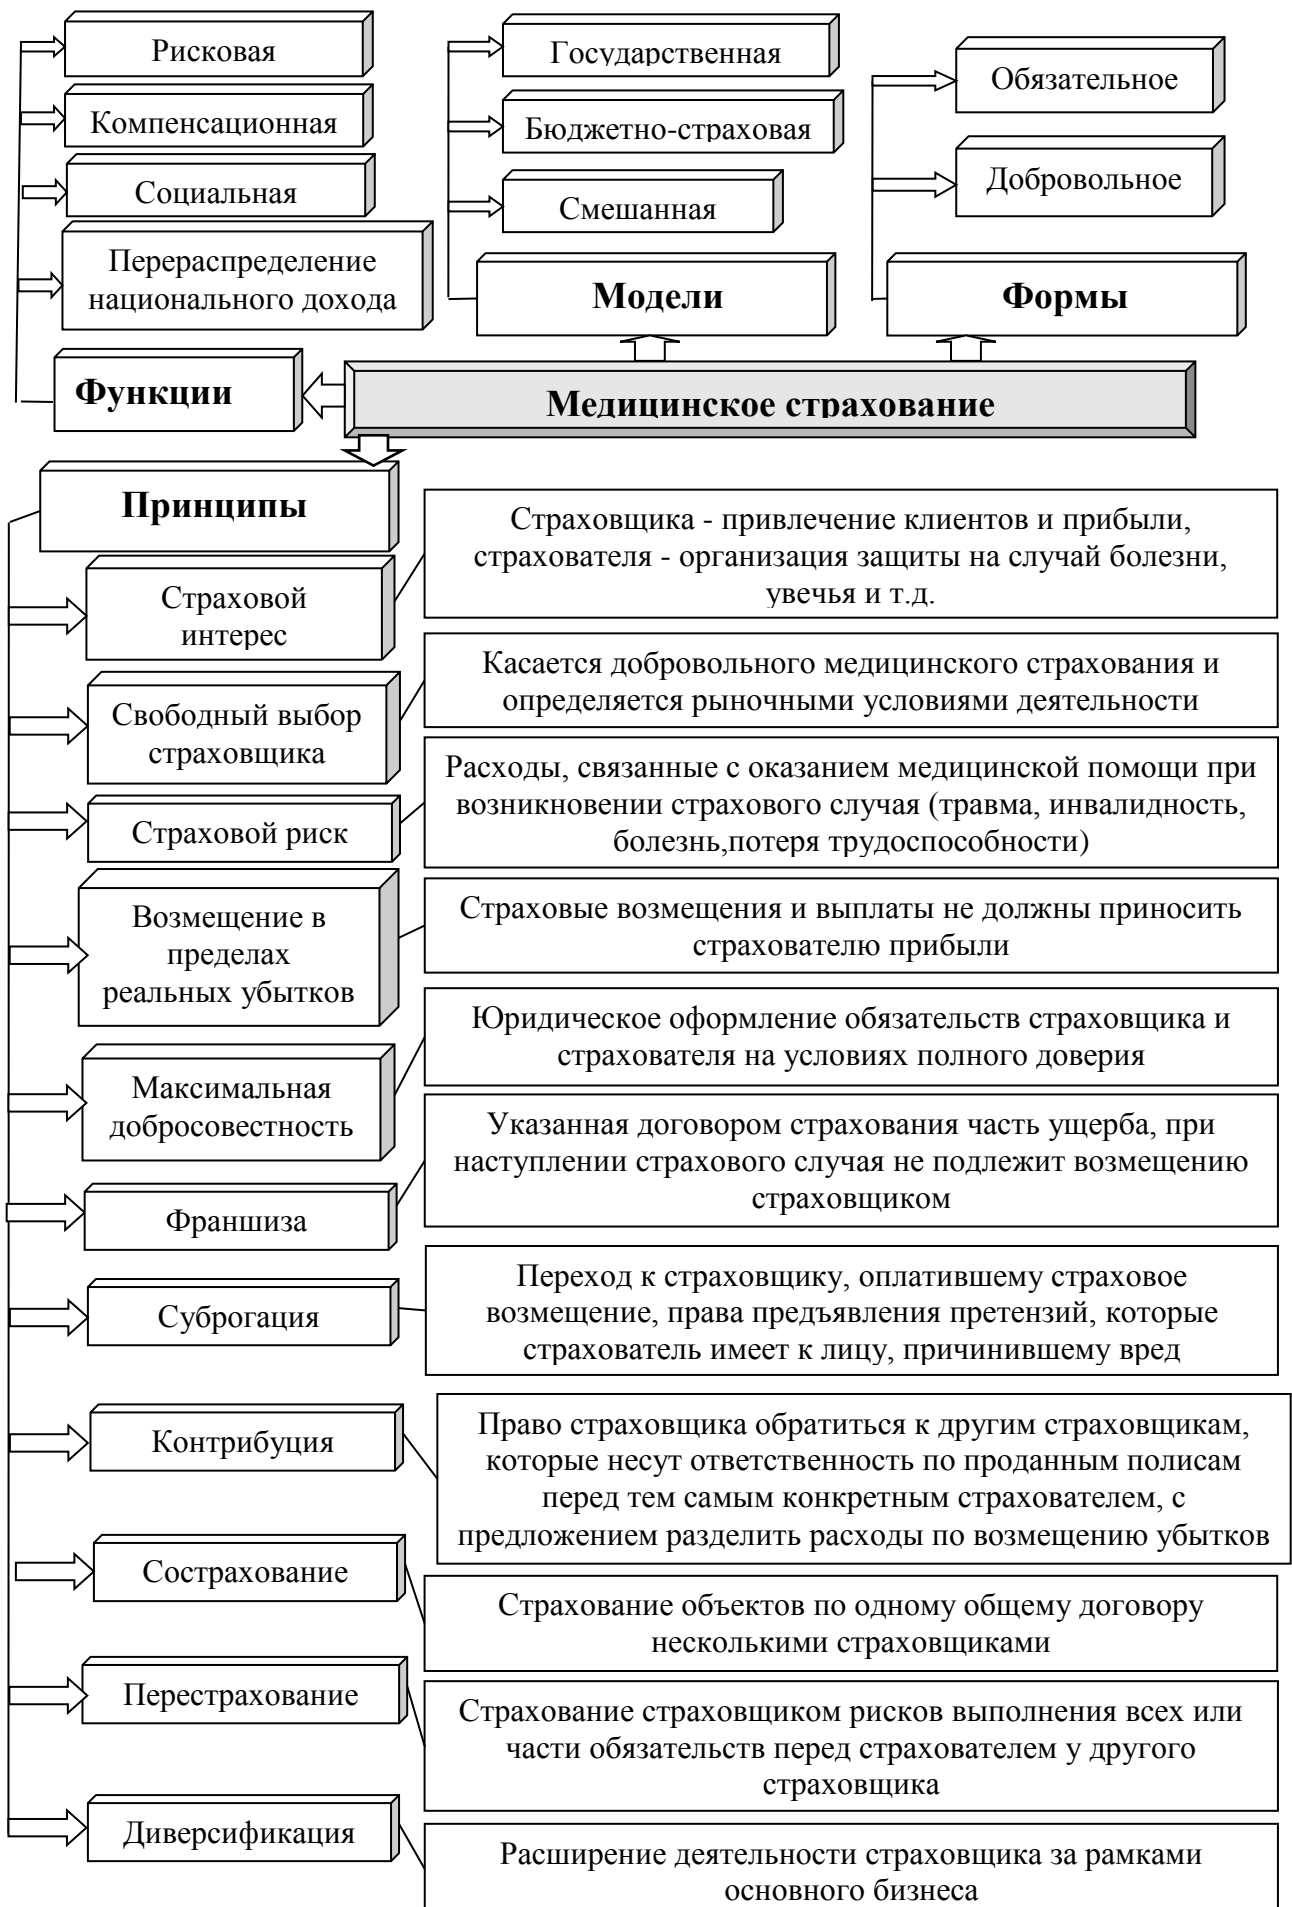 Рисковая
Компенсационная
Социальная
Перераспределение
национального дохода
Функции
Государственная
Бюджетно-страховая
Смешанная
Модели
Обязательное
Добровольное
Формы
Медицинское страхование
Принципы
Страховой
интерес
Страховщика - привлечение клиентов и прибыли,
страхователя - организация защиты на случай болезни,
увечья и т.д.
Свободный выбор
страховщика
Касается добровольного медицинского страхования и
определяется рыночными условиями деятельности
Страховой риск
Расходы, связанные с оказанием медицинской помощи при
возникновении страхового случая (травма, инвалидность,
болезнь,потеря трудоспособности)
Возмещение в
пределах
реальных убытков
Страховые возмещения и выплаты не должны приносить
страхователю прибыли
Максимальная
добросовестность
Юридическое оформление обязательств страховщика и
страхователя на условиях полного доверия
Франшиза
Указанная договором страхования часть ущерба, при
наступлении страхового случая не подлежит возмещению
страховщиком
Суброгация
Переход к страховщику, оплатившему страховое
возмещение, права предъявления претензий, которые
страхователь имеет к лицу, причинившему вред
Контрибуция
Право страховщика обратиться к другим страховщикам,
которые несут ответственность по проданным полисам
перед тем самым конкретным страхователем, с
предложением разделить расходы по возмещению убытков
Сострахование
Страхование объектов по одному общему договору
несколькими страховщиками
Перестрахование
Страхование страховщиком рисков выполнения всех или
части обязательств перед страхователем у другого
страховщика
Диверсификация
Расширение деятельности страховщика за рамками
основного бизнеса